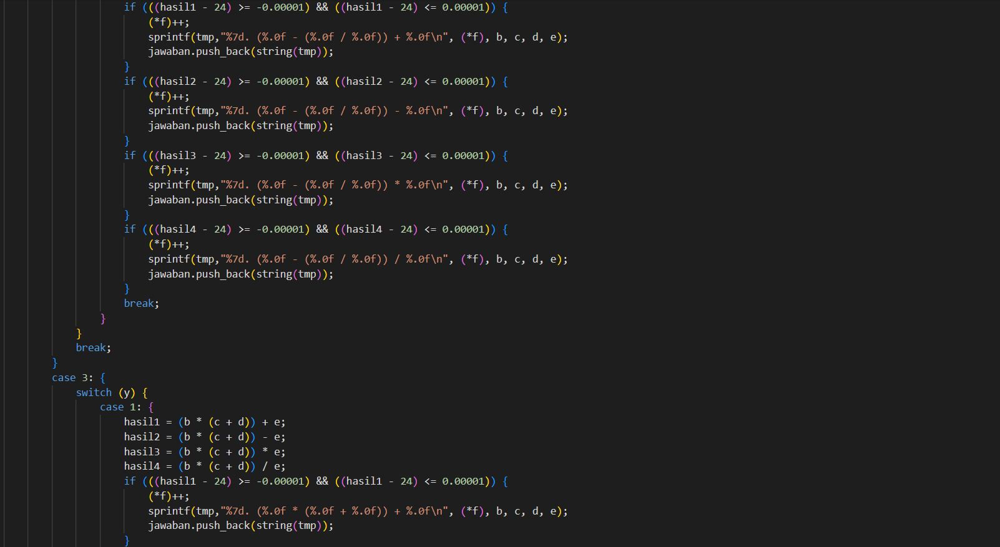 if (((hasil1 - 24) >= -0.00001) && ((hasil1 - 24) <= 0.00001)) {
(*f)++;
sprintf(tmp,"%7d. (%.0f - (%.0f / %.0f)) + %.0f\n", (*f), b, c, d, e);
jawaban.push_back(string(tmp));
}
if (((hasil2 - 24) >= -0.00001) && ((hasil2 - 24) <= 0.00001)) {
(*f)++;
sprintf(tmp,"%7d. (%.0f - (%.0f / %.0f)) - %.0f\n", (*f), b, c, d, e);
jawaban.push_back(string(tmp));
}
if (((hasil3 - 24) >= -0.00001) && ((hasil3 - 24) <= 0.00001)) {
(*f)++;
sprintf(tmp,"%7d. (%.0f - (%.0f / %.0f)) * %.0f\n", (*f), b, c, d, e);
jawaban.push_back(string(tmp));
}
if (((hasil4 - 24) >= -0.00001) && ((hasil4 - 24) <= 0.00001)) {
(*f)++;
sprintf(tmp,"%7d. (%.0f - (%.0f / %.0f)) / %.0f\n", (*f), b, c, d, e);
jawaban.push_back(string(tmp));
}
break;
}
}
break;
}
case 3: {
switch (y) {
case 1: {
hasil1 = (b * (c + d)) + e;
hasil2 = (b * (c + d)) - e;
hasil3 = (b * (c + d)) * e;
hasil4 = (b * (c + d)) / e;
if (((hasil1 - 24) >= -0.00001) && ((hasil1 - 24) <= 0.00001)) {
(*f)++;
sprintf(tmp,"%7d. (%.0f * (%.0f + %.0f)) + %.0f\n", (*f), b, c, d, e);
jawaban.push_back(string(tmp));
}